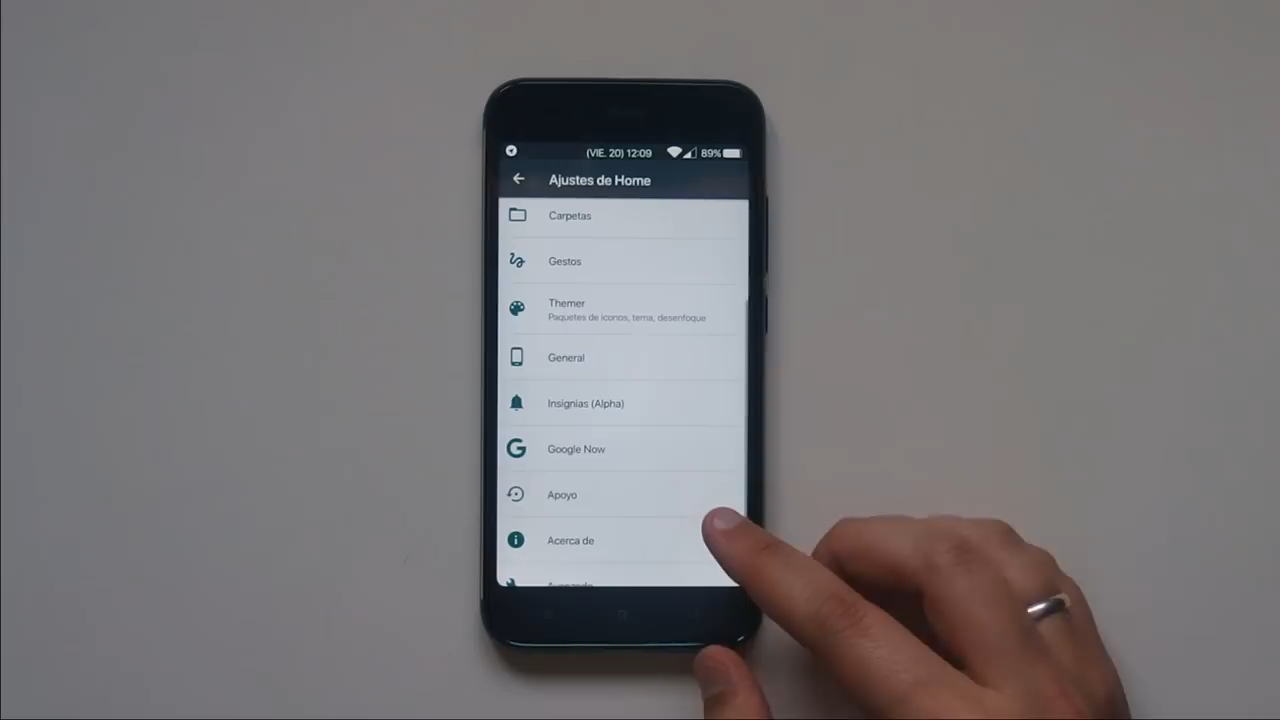 (VIE. 20) 12:09 89%
Ajustes de Home
Carpetas
Gestos
Themer
Paquetes de iconos, tema, desenfoque
General
Insignias (Alpha)
Google Now
Apoyo
Acerca de